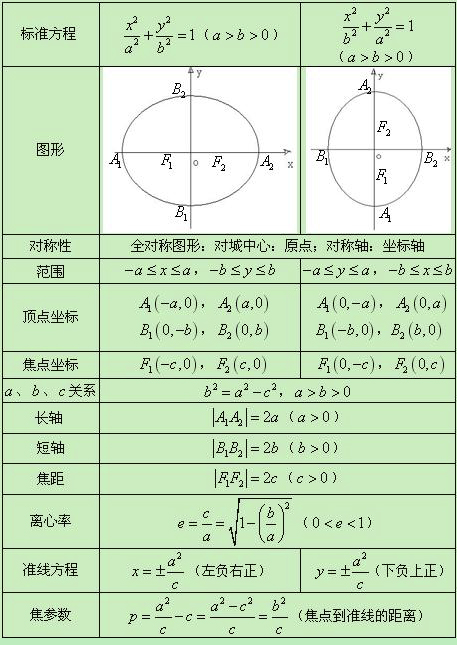 标准方程 x²/a² + y²/b² = 1（a > b > 0） x²/b² + y²/a² = 1（a > b > 0）
图形
y
B₂
A₁ F₁ o F₂ A₂ x
B₁
y
A₂
F₂
B₁ o B₂ x
F₁
A₁
对称性 全对称图形：对城中心：原点；对称轴：坐标轴
范围 −a ≤ x ≤ a，−b ≤ y ≤ b −a ≤ y ≤ a，−b ≤ x ≤ b
顶点坐标 A₁(−a,0)，A₂(a,0) A₁(0,−a)，A₂(0,a)
B₁(0,−b)，B₂(0,b) B₁(−b,0)，B₂(b,0)
焦点坐标 F₁(−c,0)，F₂(c,0) F₁(0,−c)，F₂(0,c)
a、b、c关系 b² = a² − c²，a > b > 0
长轴 |A₁A₂| = 2a（a > 0）
短轴 |B₁B₂| = 2b（b > 0）
焦距 |F₁F₂| = 2c（c > 0）
离心率 e = c/a = √(1 − (b/a)²)（0 < e < 1）
准线方程 x = ± a²/c（左负右正） y = ± a²/c（下负上正）
焦参数 p = a²/c − c = (a² − c²)/c = b²/c（焦点到准线的距离）